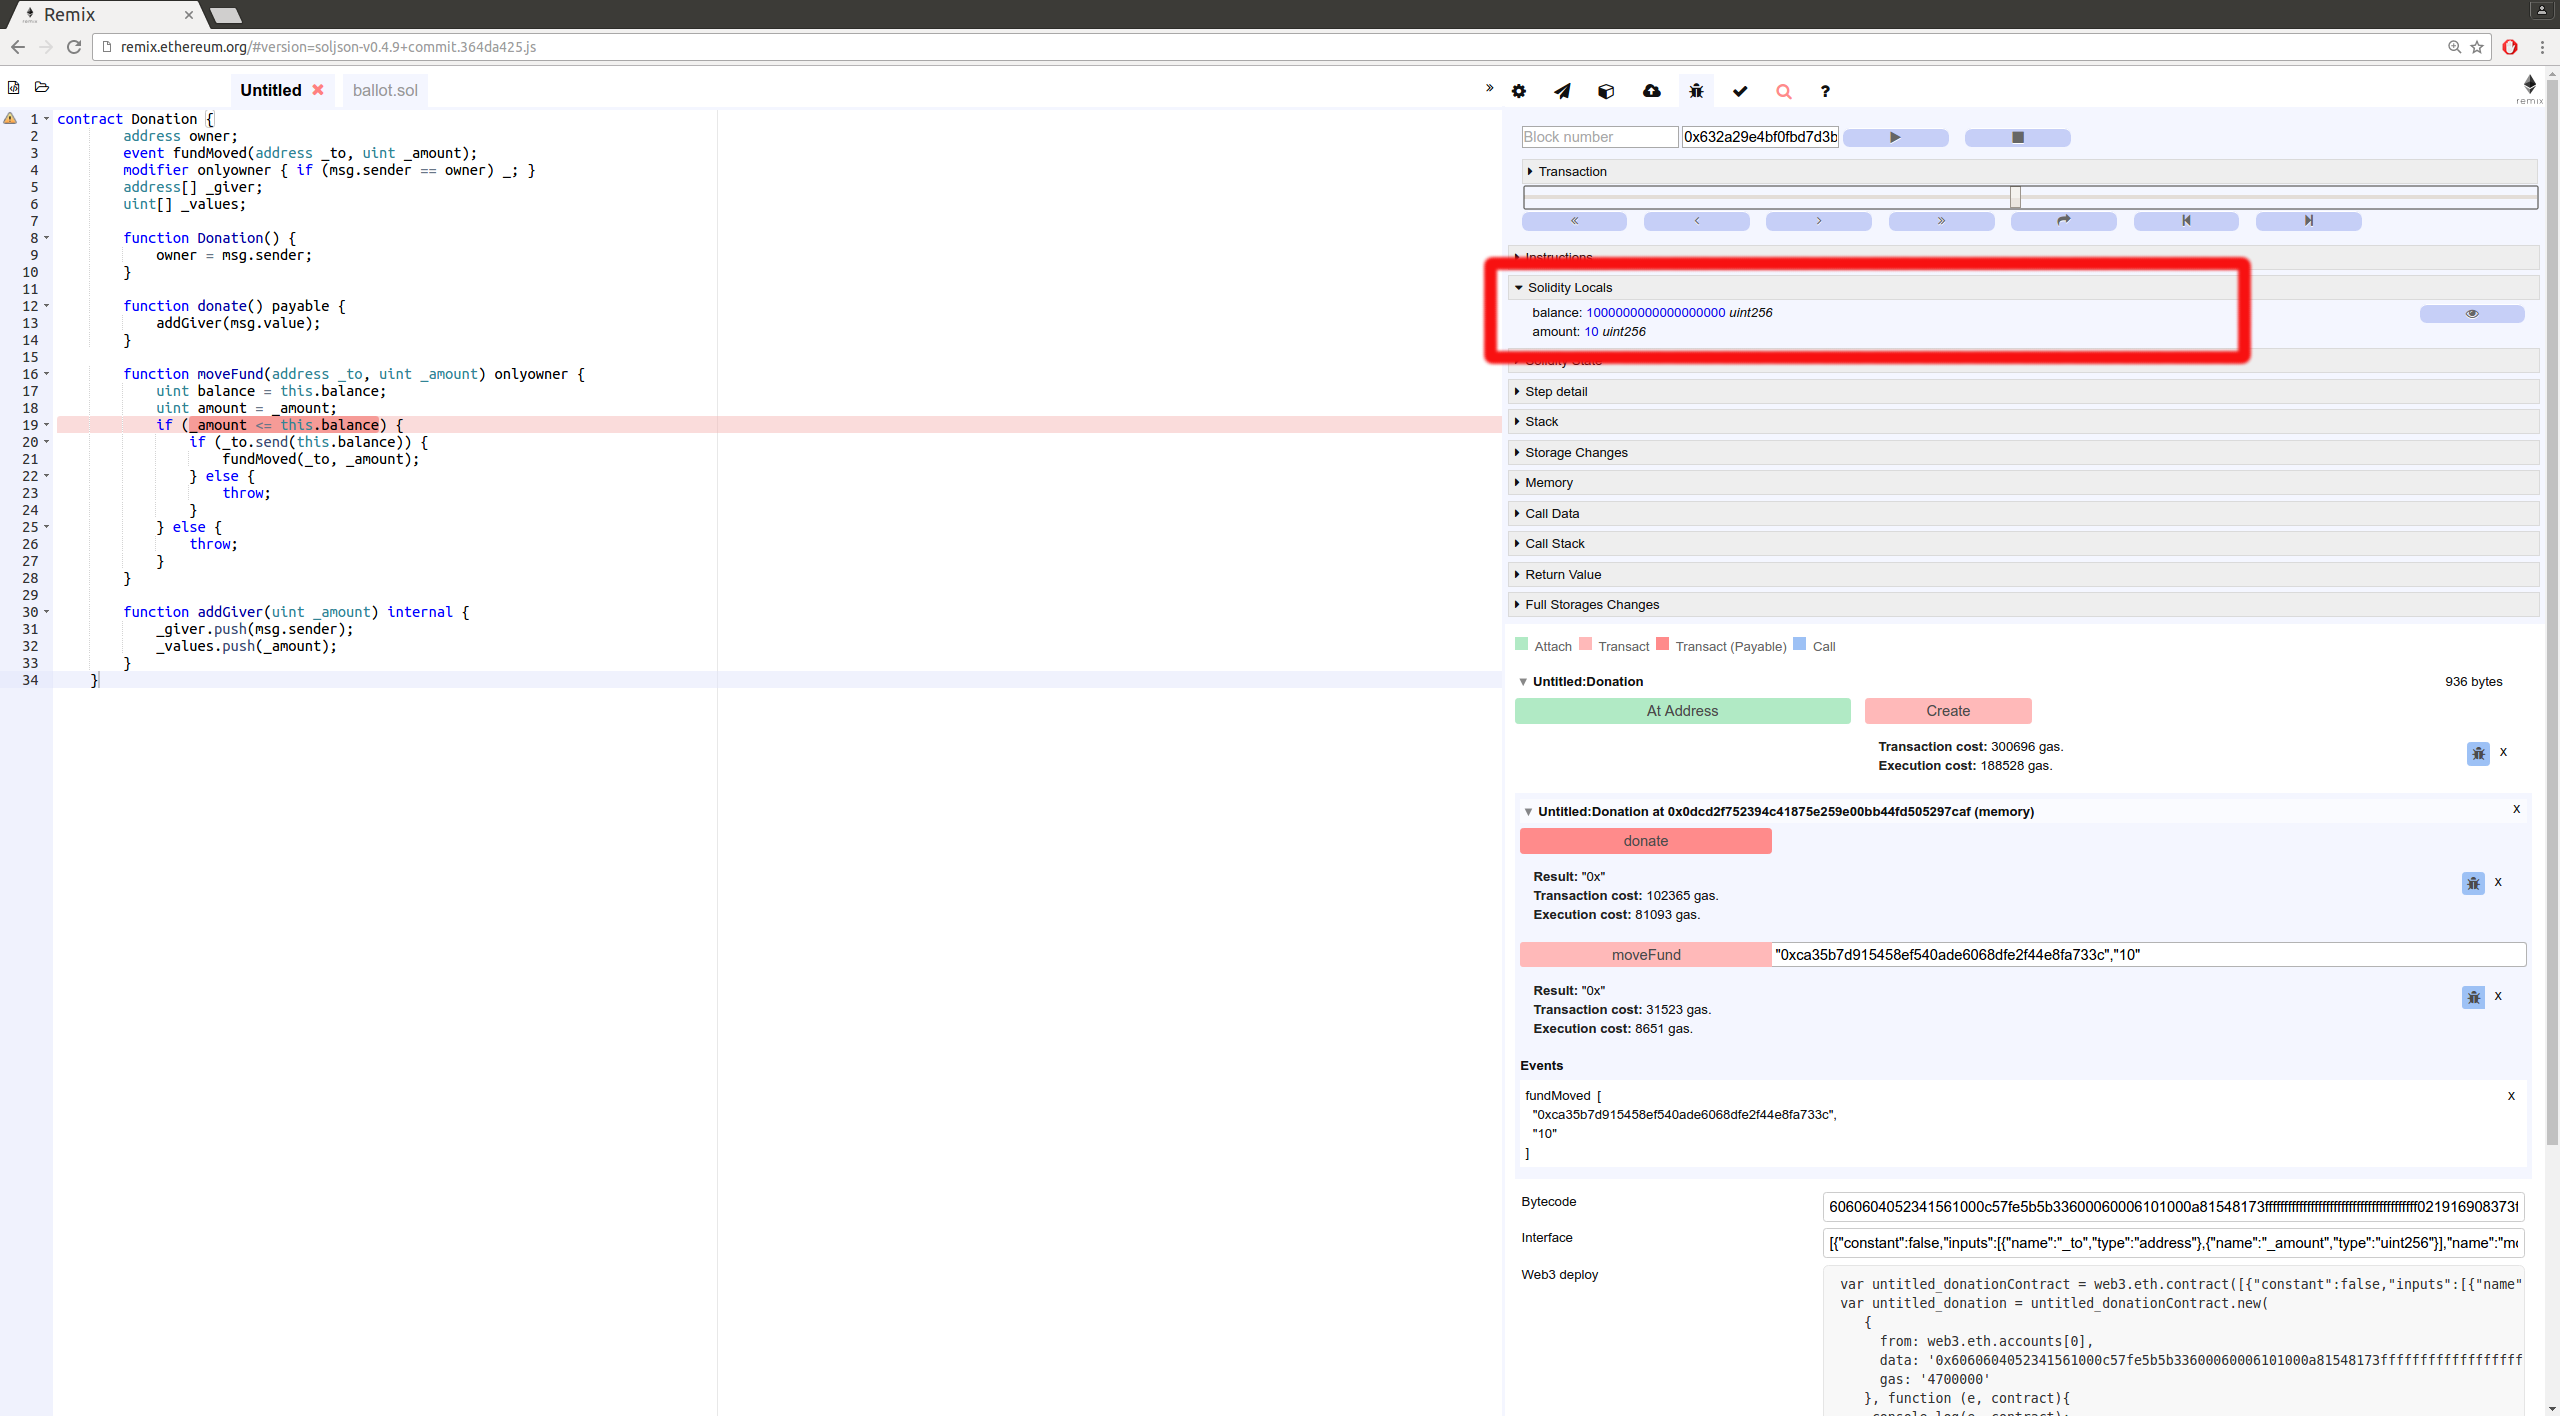 Remix
remix.ethereum.org/#version=soljson-v0.4.9+commit.364da425.js
Untitled
ballot.sol
?
remix
1 contract Donation {
2 address owner;
3 event fundMoved(address _to, uint _amount);
4 modifier onlyowner { if (msg.sender == owner) _; }
5 address[] _giver;
6 uint[] _values;
7
8 function Donation() {
9 owner = msg.sender;
10 }
11
12 function donate() payable {
13 addGiver(msg.value);
14 }
15
16 function moveFund(address _to, uint _amount) onlyowner {
17 uint balance = this.balance;
18 uint amount = _amount;
19 if (_amount <= this.balance) {
20 if (_to.send(this.balance)) {
21 fundMoved(_to, _amount);
22 } else {
23 throw;
24 }
25 } else {
26 throw;
27 }
28 }
29
30 function addGiver(uint _amount) internal {
31 _giver.push(msg.sender);
32 _values.push(_amount);
33 }
34 }
Block number 0x632a29e4bf0fbd7d3b
Transaction
Instructions
Solidity Locals
balance: 1000000000000000000 uint256
amount: 10 uint256
Solidity State
Step detail
Stack
Storage Changes
Memory
Call Data
Call Stack
Return Value
Full Storages Changes
Attach Transact Transact (Payable) Call
Untitled:Donation 936 bytes
At Address Create
Transaction cost: 300696 gas. x
Execution cost: 188528 gas.
Untitled:Donation at 0x0dcd2f752394c41875e259e00bb44fd505297caf (memory) x
donate
Result: "0x" x
Transaction cost: 102365 gas.
Execution cost: 81093 gas.
moveFund "0xca35b7d915458ef540ade6068dfe2f44e8fa733c","10"
Result: "0x" x
Transaction cost: 31523 gas.
Execution cost: 8651 gas.
Events
fundMoved [ x
"0xca35b7d915458ef540ade6068dfe2f44e8fa733c",
"10"
]
Bytecode
Interface [{"constant":false,"inputs":[{"name":"_to","type":"address"},{"name":"_amount","type":"uint256"}],"name":"mo
Web3 deploy
var untitled_donationContract = web3.eth.contract([{"constant":false,"inputs":[{"name"
var untitled_donation = untitled_donationContract.new(
{
from: web3.eth.accounts[0],
gas: '4700000'
}, function (e, contract){
console.log(e, contract);